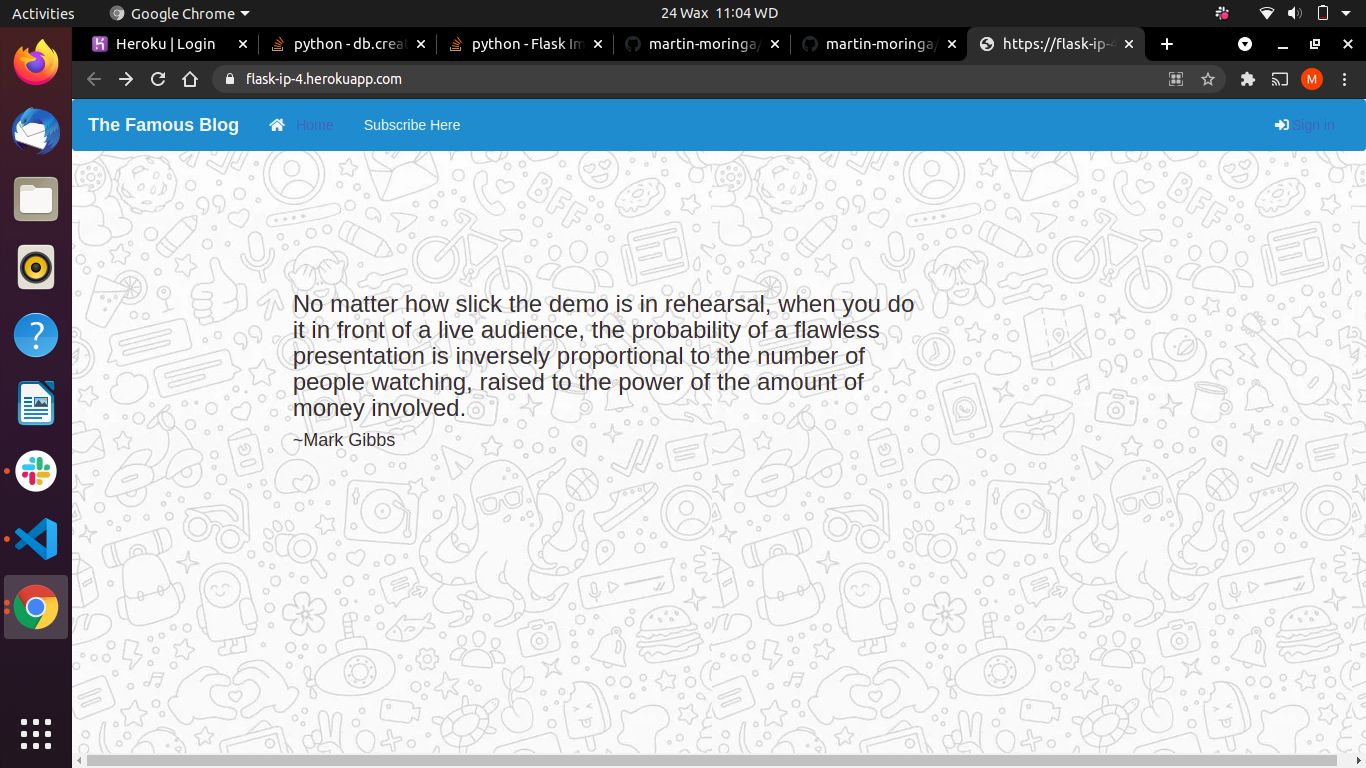 Activities
Google Chrome
24 Wax 11:04 WD
Heroku | Login
python - db.crea
python - Flask Im
martin-moringa/
martin-moringa/
https://flask-ip-4
flask-ip-4.herokuapp.com
M
The Famous Blog
Home
Subscribe Here
Sign in
No matter how slick the demo is in rehearsal, when you do
it in front of a live audience, the probability of a flawless
presentation is inversely proportional to the number of
people watching, raised to the power of the amount of
money involved.
~Mark Gibbs